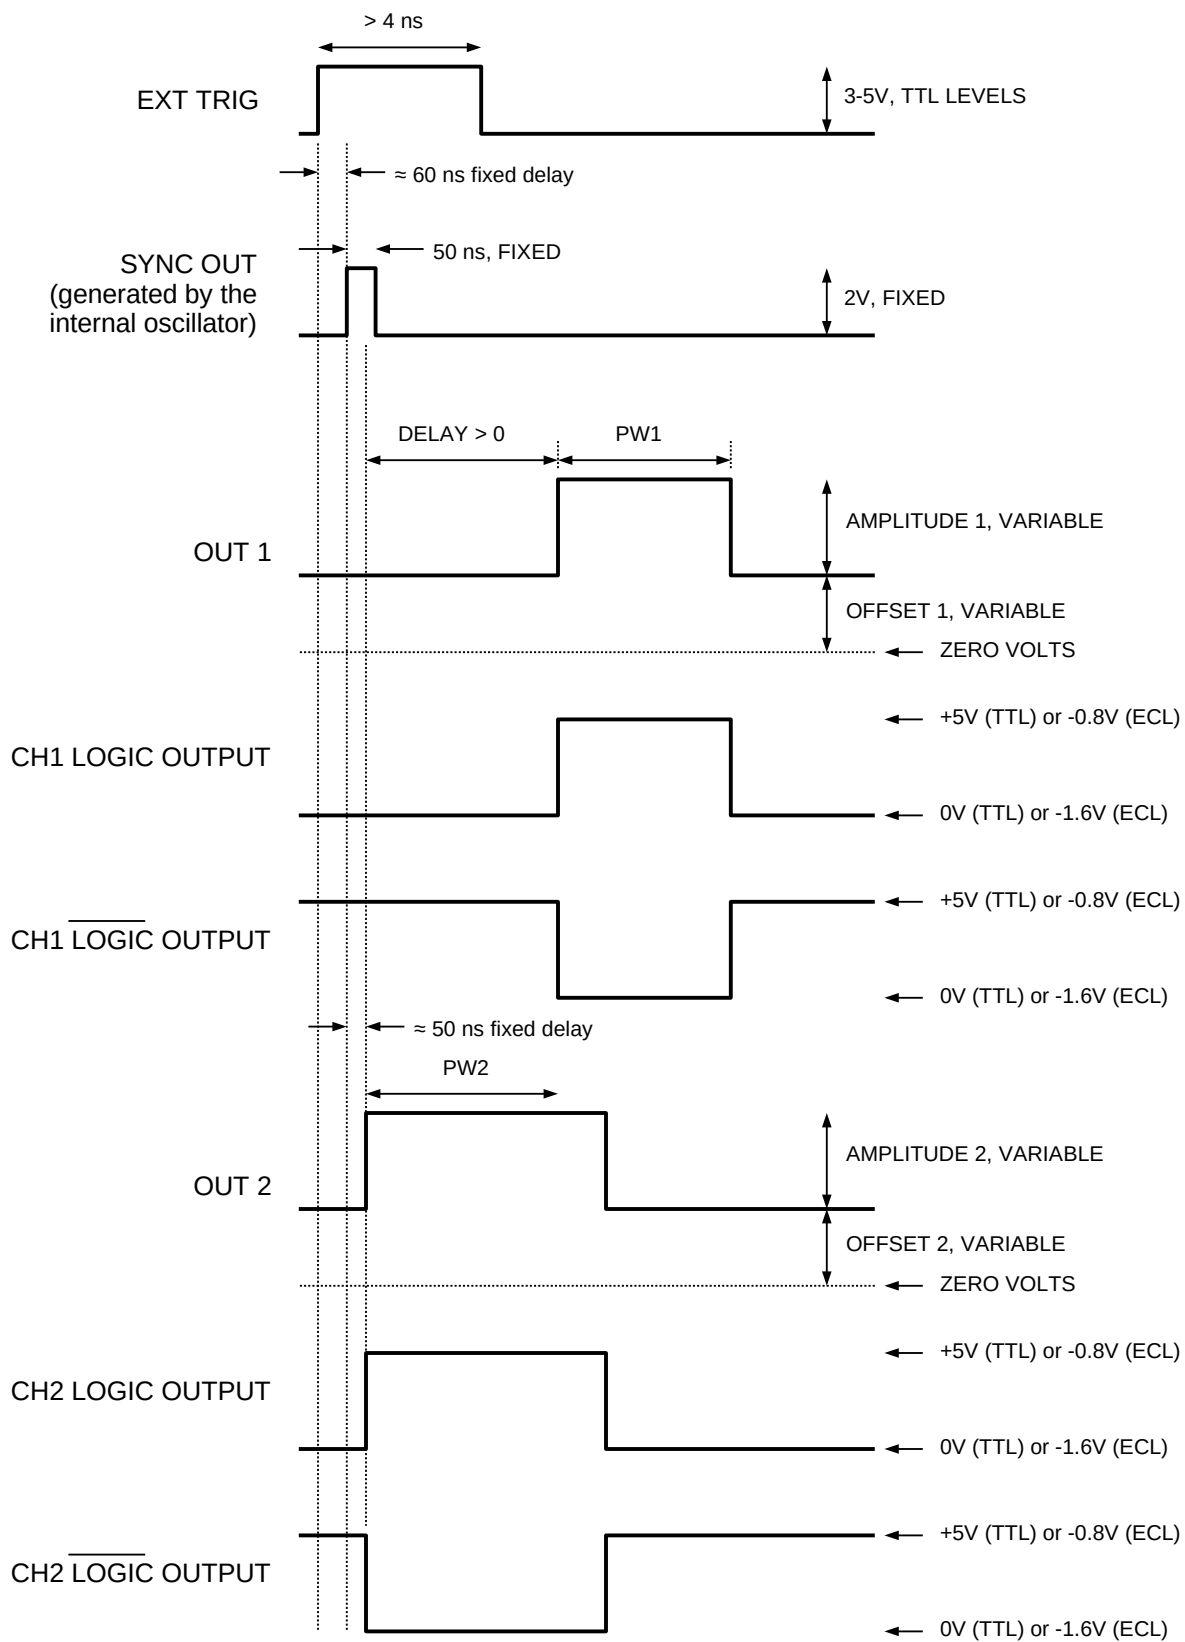 > 4 ns
EXT TRIG
3-5V, TTL LEVELS
≈ 60 ns fixed delay
50 ns, FIXED
SYNC OUT
(generated by the
internal oscillator)
2V, FIXED
DELAY > 0
PW1
AMPLITUDE 1, VARIABLE
OUT 1
OFFSET 1, VARIABLE
ZERO VOLTS
+5V (TTL) or -0.8V (ECL)
CH1 LOGIC OUTPUT
0V (TTL) or -1.6V (ECL)
+5V (TTL) or -0.8V (ECL)
CH1 L̅O̅G̅I̅C̅ OUTPUT
0V (TTL) or -1.6V (ECL)
≈ 50 ns fixed delay
PW2
AMPLITUDE 2, VARIABLE
OUT 2
OFFSET 2, VARIABLE
ZERO VOLTS
+5V (TTL) or -0.8V (ECL)
CH2 LOGIC OUTPUT
0V (TTL) or -1.6V (ECL)
+5V (TTL) or -0.8V (ECL)
CH2 L̅O̅G̅I̅C̅ OUTPUT
0V (TTL) or -1.6V (ECL)